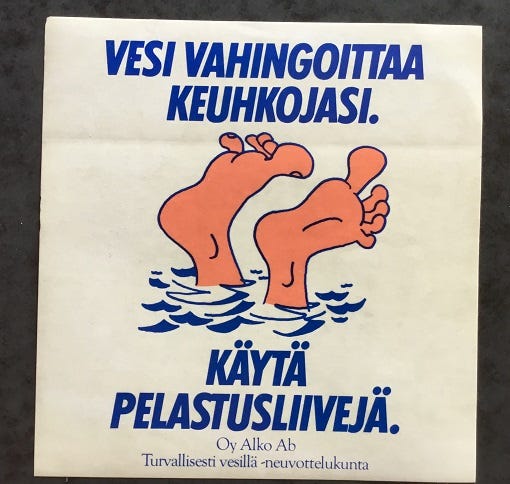 VESI VAHINGOITTAA
KEUHKOJASI.
KÄYTÄ
PELASTUSLIIVEJÄ.
Oy Alko Ab
Turvallisesti vesillä -neuvottelukunta